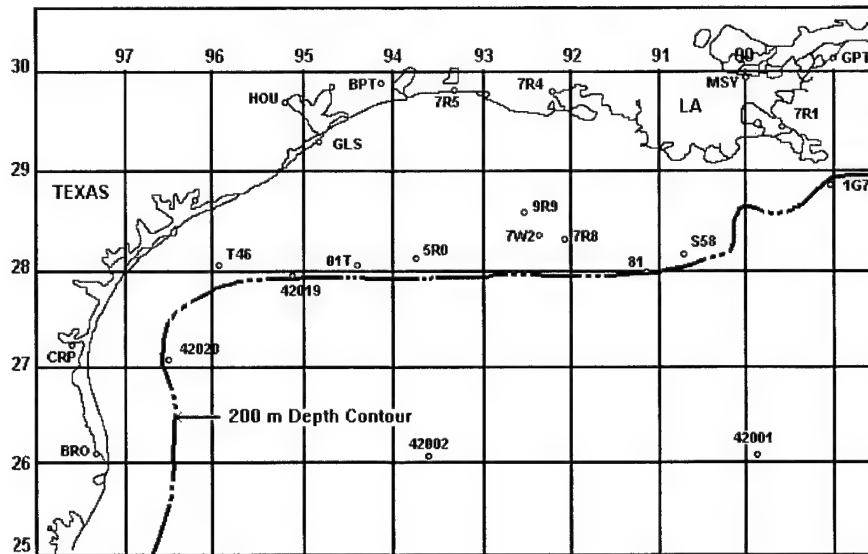 97 96 95 94 93 92 91 90
30
GPT
MSY
HOU
BPT
7R5
7R4
LA
7R1
GLS
29
TEXAS
1G7
9R9
7W2
7R8
S58
T46
01T
5R0
81
28
42019
42020
CRP
27
200 m Depth Contour
BRO
42002
42001
26
25